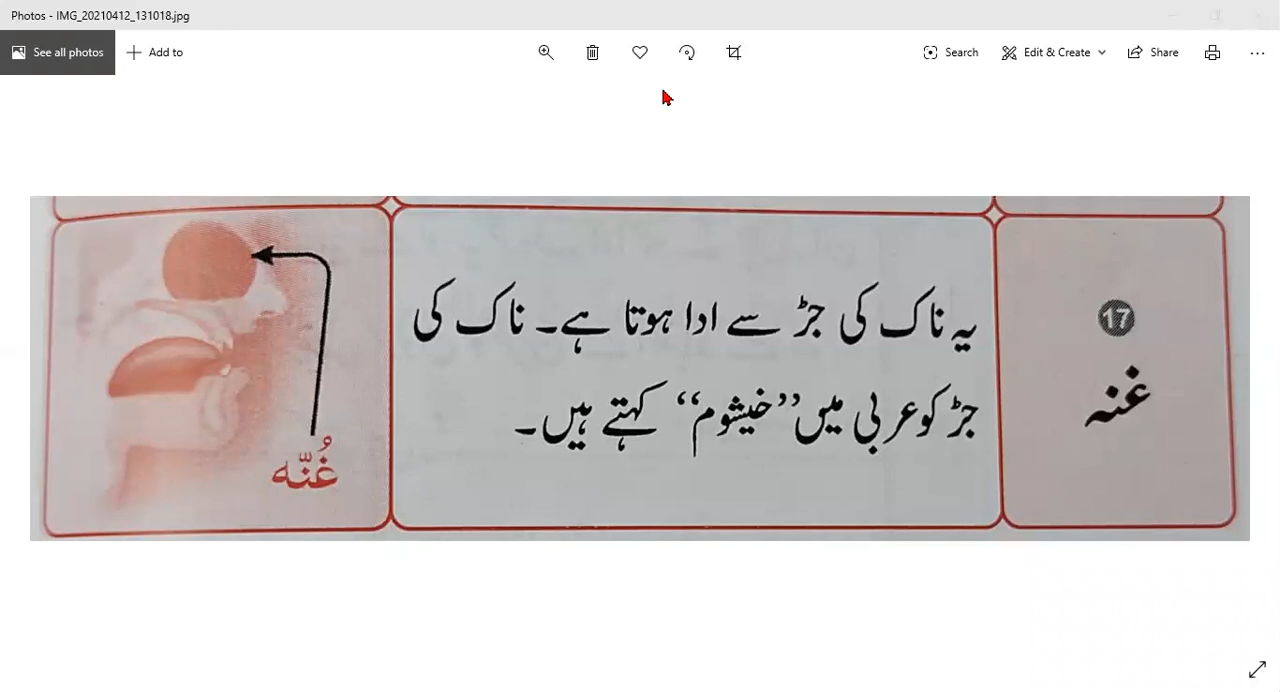 Photos - IMG_20210412_131018.jpg
See all photos
Add to
Search
Edit & Create
Share
17
غنہ
یہ ناک کی جڑ سے ادا ہوتا ہے۔ ناک کی
جڑ کو عربی میں ’’خیشوم‘‘ کہتے ہیں۔
غُنّہ